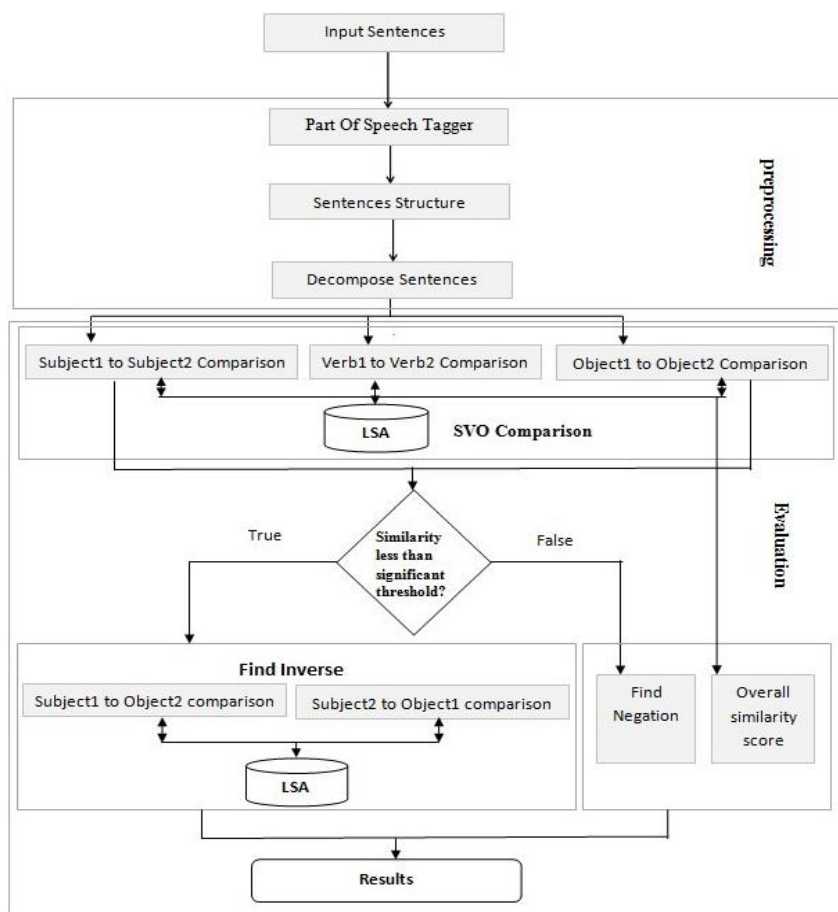 Input Sentences
Part Of Speech Tagger
Sentences Structure
Decompose Sentences
preprocessing
Subject1 to Subject2 Comparison
Verb1 to Verb2 Comparison
Object1 to Object2 Comparison
LSA
SVO Comparison
Evaluation
True
Similarity
less than
significant
threshold?
False
Find Inverse
Subject1 to Object2 comparison
Subject2 to Object1 comparison
LSA
Find
Negation
Overall
similarity
score
Results